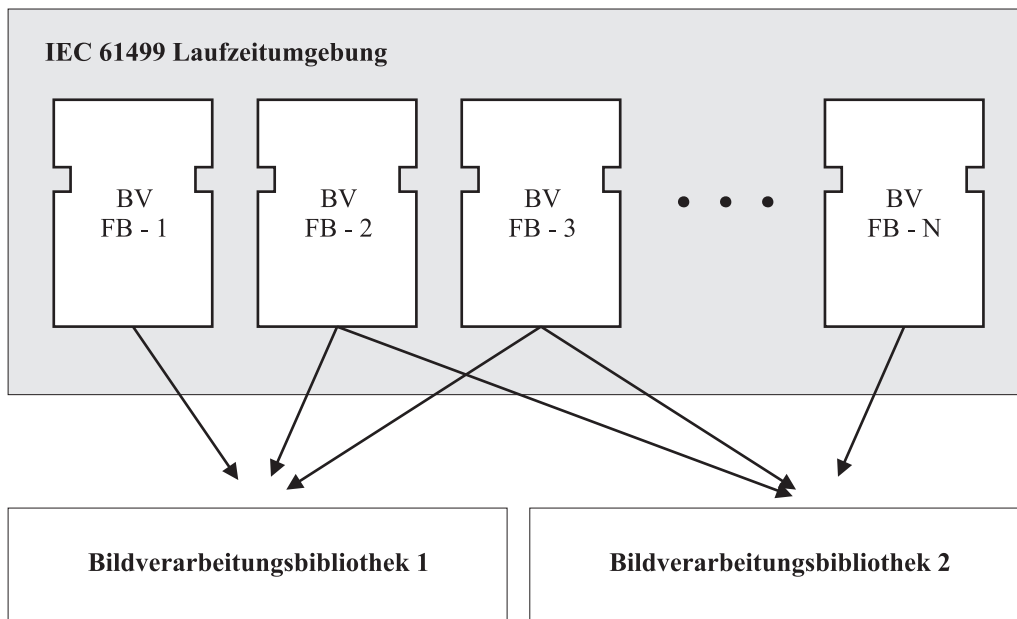 IEC 61499 Laufzeitumgebung
BV
FB - 1
BV
FB - 2
BV
FB - 3
• • •
BV
FB - N
Bildverarbeitungsbibliothek 1
Bildverarbeitungsbibliothek 2